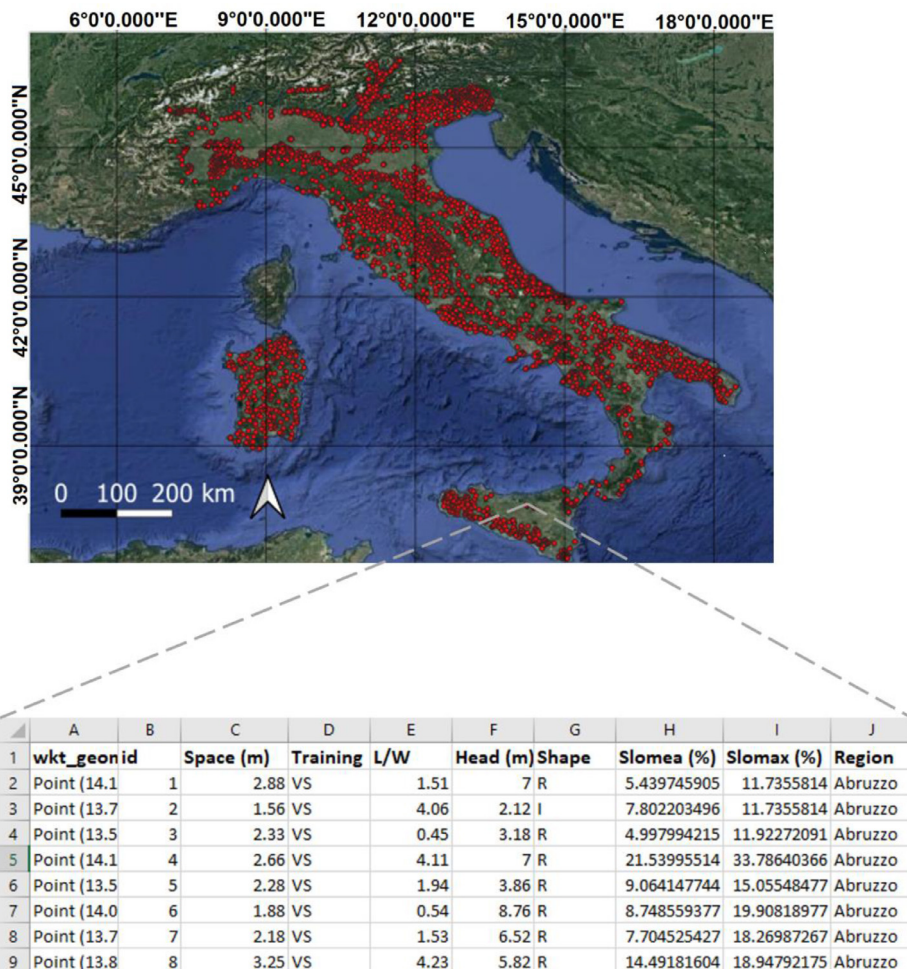 6°0'0.000"E 9°0'0.000"E 12°0'0.000"E 15°0'0.000"E 18°0'0.000"E
45°0'0.000"N
42°0'0.000"N
39°0'0.000"N
0 100 200 km
A B C D E F G H I J
1 wkt_geon id Space (m) Training L/W Head (m) Shape Slomea (%) Slomax (%) Region
2 Point (14.1 1 2.88 VS 1.51 7 R 5.439745905 11.7355814 Abruzzo
3 Point (13.7 2 1.56 VS 4.06 2.12 I 7.802203496 11.7355814 Abruzzo
4 Point (13.5 3 2.33 VS 0.45 3.18 R 4.997994215 11.92272091 Abruzzo
5 Point (14.1 4 2.66 VS 4.11 7 R 21.53995514 33.78640366 Abruzzo
6 Point (13.5 5 2.28 VS 1.94 3.86 R 9.064147744 15.05548477 Abruzzo
7 Point (14.0 6 1.88 VS 0.54 8.76 R 8.748559377 19.90818977 Abruzzo
8 Point (13.7 7 2.18 VS 1.53 6.52 R 7.704525427 18.26987267 Abruzzo
9 Point (13.8 8 3.25 VS 4.23 5.82 R 14.49181604 18.94792175 Abruzzo